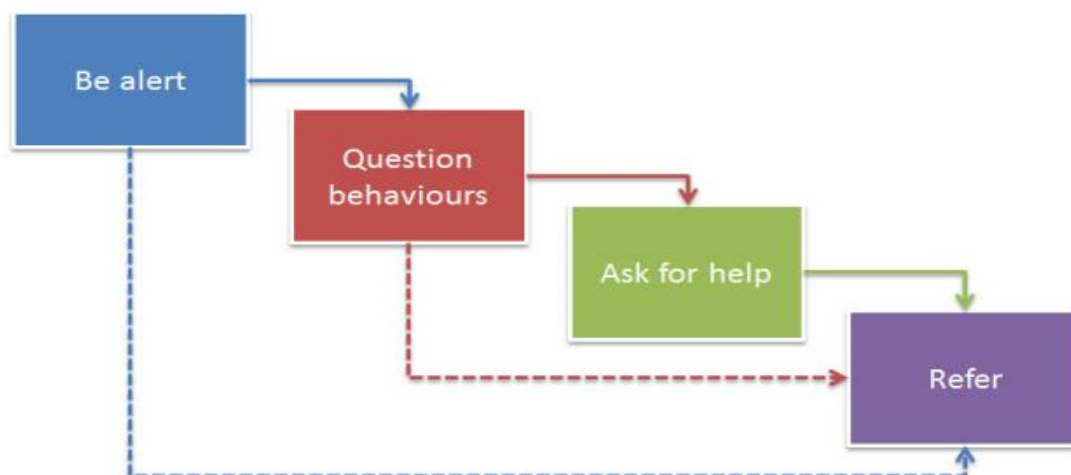 Be alert
Question
behaviours
Ask for help
Refer